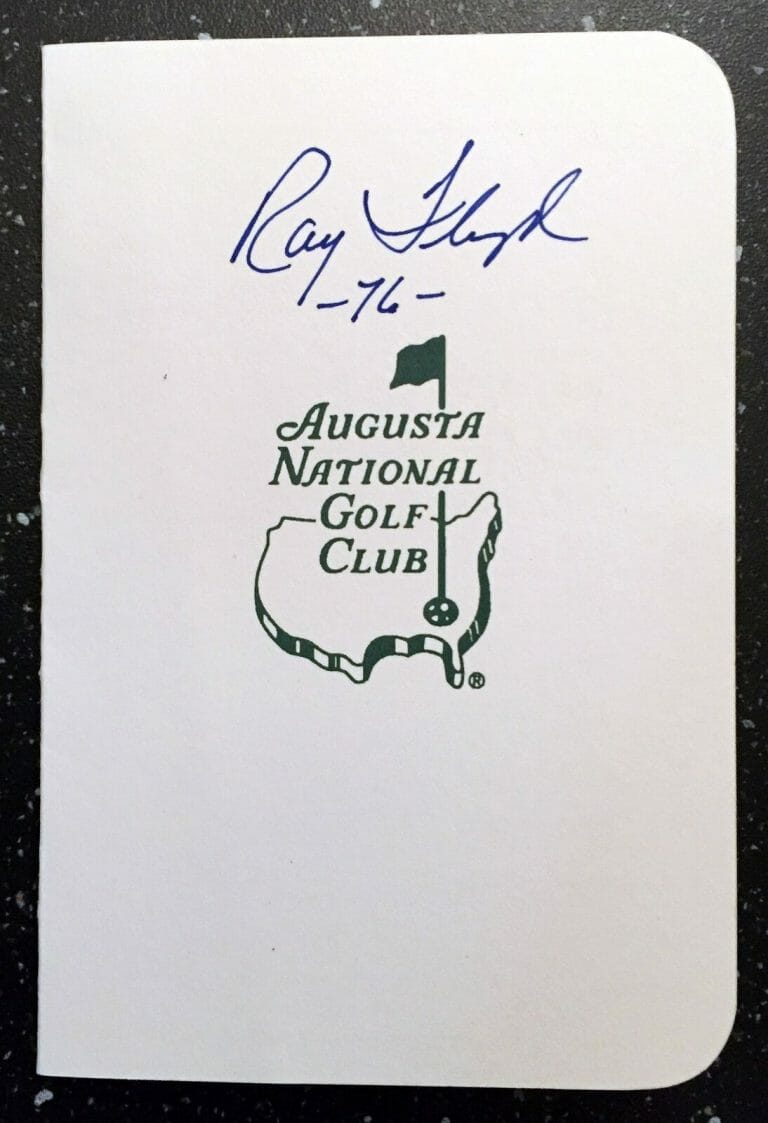 Ray Floyd
-76-
AUGUSTA
NATIONAL
GOLF
CLUB
®